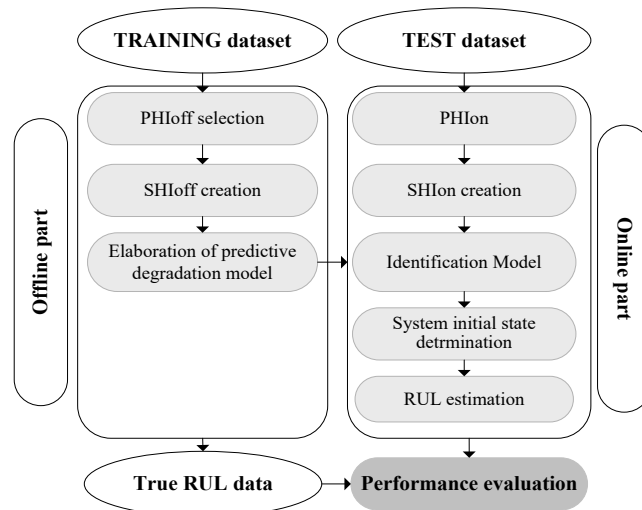 TRAINING dataset
TEST dataset
Offline part
PHIoff selection
SHIoff creation
Elaboration of predictive
degradation model
PHIon
SHIon creation
Identification Model
System initial state
detrmination
RUL estimation
Online part
True RUL data
Performance evaluation